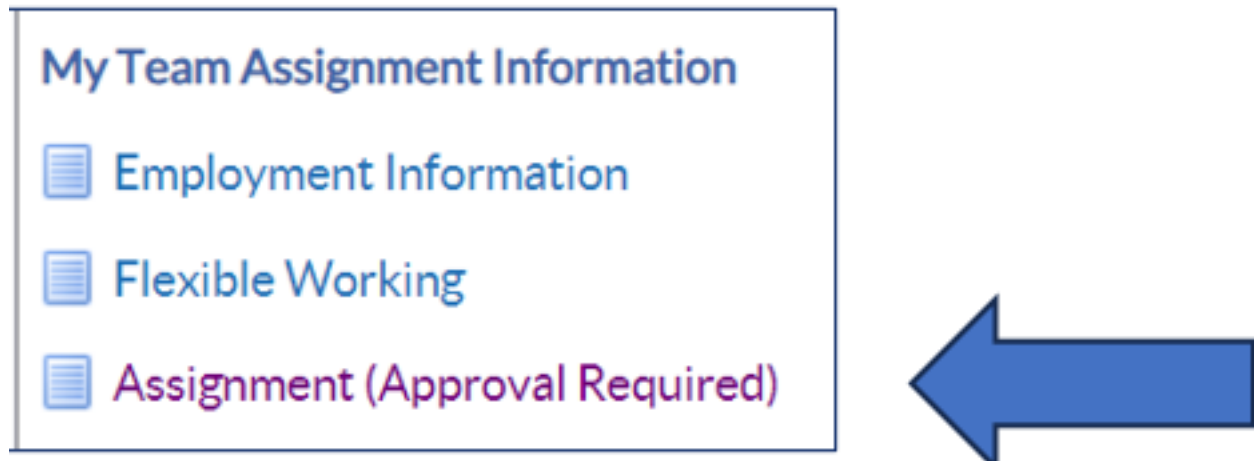 My Team Assignment Information
Employment Information
Flexible Working
Assignment (Approval Required)